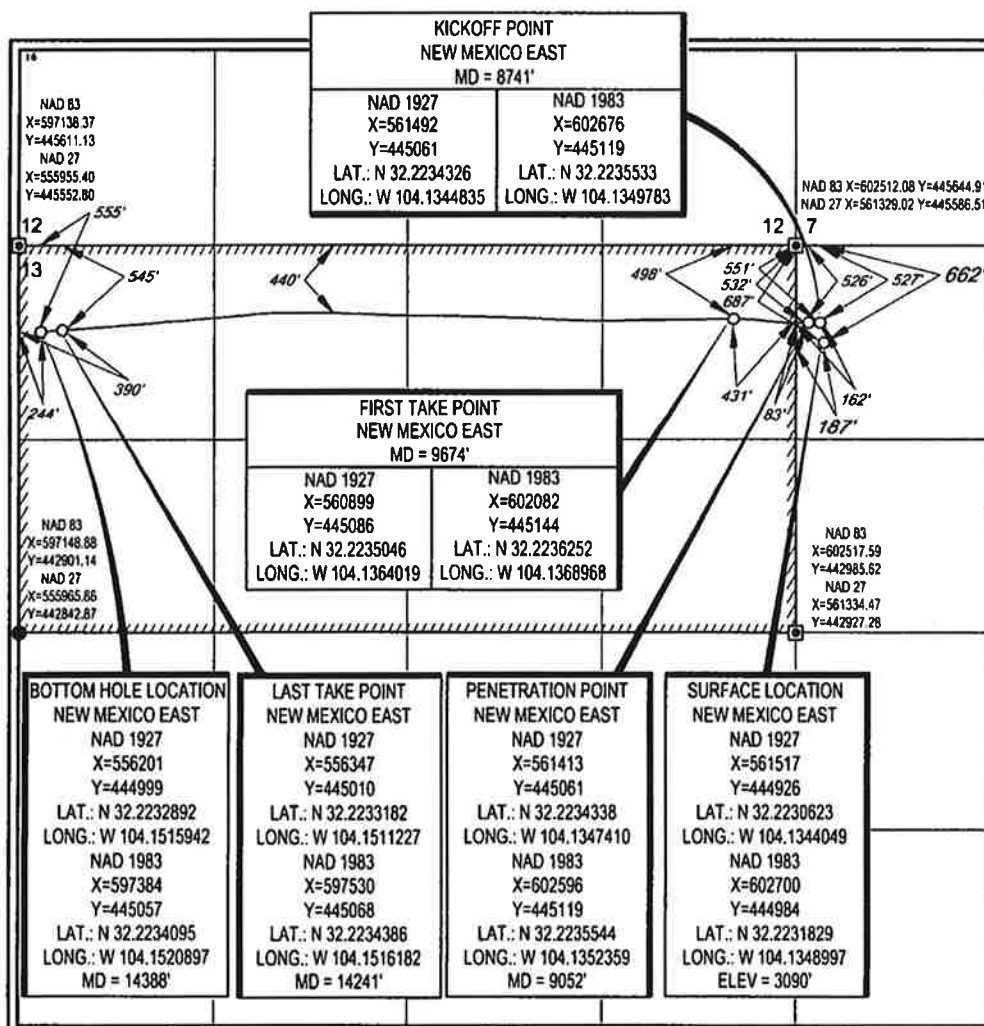 KICKOFF POINT
NEW MEXICO EAST
MD = 8741'
NAD 1927
X=561492
Y=445061
LAT.: N 32.2234326
LONG.: W 104.1344835
NAD 1983
X=602676
Y=445119
LAT.: N 32.2235533
LONG.: W 104.1349783
NAD 83
X=597138.37
Y=445611.13
NAD 27
X=555955.40
Y=445552.80
NAD 83 X=602512.08 Y=445644.91
NAD 27 X=561329.02 Y=445586.51
12
13
555'
545'
440'
498'
551'
532'
687'
12 7
526'
527'
662'
244'
390'
431'
83'
162'
187'
FIRST TAKE POINT
NEW MEXICO EAST
MD = 9674'
NAD 1927
X=560899
Y=445086
LAT.: N 32.2235046
LONG.: W 104.1364019
NAD 1983
X=602082
Y=445144
LAT.: N 32.2236252
LONG.: W 104.1368968
NAD 83
X=597148.88
Y=442901.14
NAD 27
X=555965.86
Y=442842.87
NAD 83
X=602517.59
Y=442985.62
NAD 27
X=561334.47
Y=442927.28
BOTTOM HOLE LOCATION
NEW MEXICO EAST
NAD 1927
X=556201
Y=444999
LAT.: N 32.2232892
LONG.: W 104.1515942
NAD 1983
X=597384
Y=445057
LAT.: N 32.2234095
LONG.: W 104.1520897
MD = 14388'
LAST TAKE POINT
NEW MEXICO EAST
NAD 1927
X=556347
Y=445010
LAT.: N 32.2233182
LONG.: W 104.1511227
NAD 1983
X=597530
Y=445068
LAT.: N 32.2234386
LONG.: W 104.1516182
MD = 14241'
PENETRATION POINT
NEW MEXICO EAST
NAD 1927
X=561413
Y=445061
LAT.: N 32.2234338
LONG.: W 104.1347410
NAD 1983
X=602596
Y=445119
LAT.: N 32.2235544
LONG.: W 104.1352359
MD = 9052'
SURFACE LOCATION
NEW MEXICO EAST
NAD 1927
X=561517
Y=444926
LAT.: N 32.2230623
LONG.: W 104.1344049
NAD 1983
X=602700
Y=444984
LAT.: N 32.2231829
LONG.: W 104.1348997
ELEV = 3090'